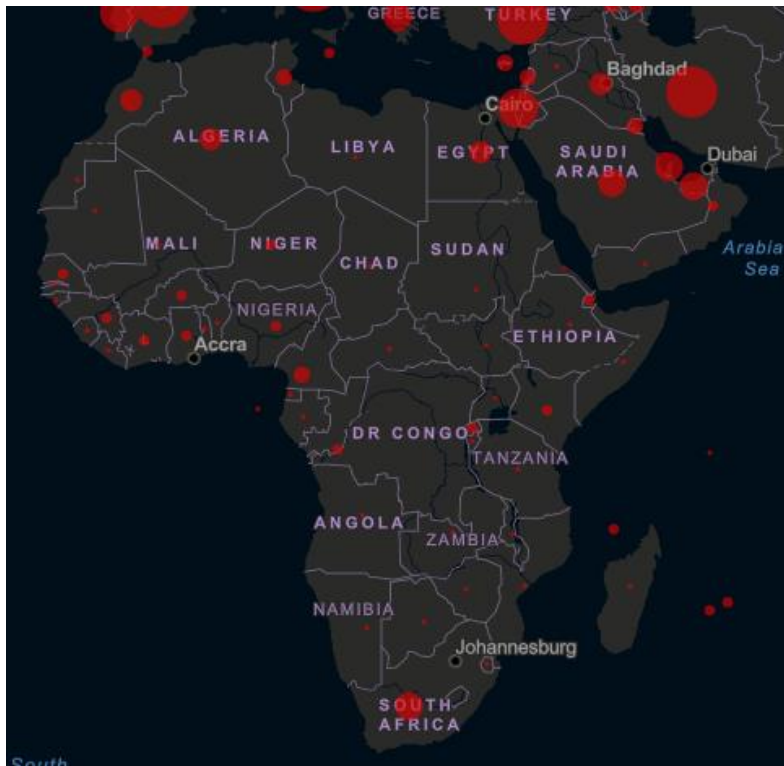 GREECE
TURKEY
Baghdad
Cairo
ALGERIA
LIBYA
EGYPT
SAUDI
ARABIA
Dubai
MALI
NIGER
CHAD
SUDAN
Arabia
Sea
NIGERIA
ETHIOPIA
Accra
DR CONGO
TANZANIA
ANGOLA
ZAMBIA
NAMIBIA
Johannesburg
SOUTH
AFRICA
South